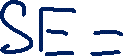 SE =